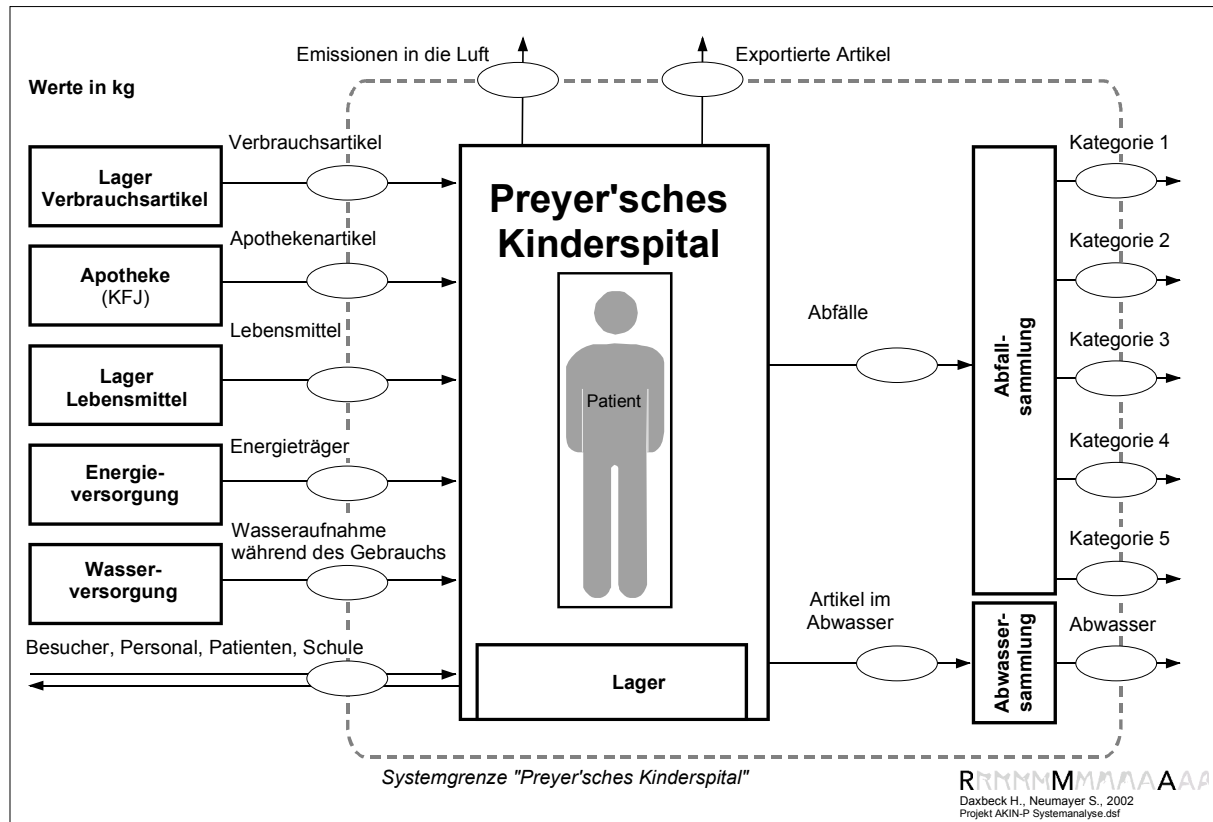 Emissionen in die Luft
Exportierte Artikel
Werte in kg
Verbrauchsartikel
Lager
Verbrauchsartikel
Apothekenartikel
Apotheke
(KFJ)
Lebensmittel
Lager
Lebensmittel
Energieträger
Energie-
versorgung
Wasseraufnahme
während des Gebrauchs
Wasser-
versorgung
Besucher, Personal, Patienten, Schule
Preyer'sches
Kinderspital
Patient
Lager
Abfälle
Artikel im
Abwasser
Abfall-
sammlung
Abwasser-
sammlung
Kategorie 1
Kategorie 2
Kategorie 3
Kategorie 4
Kategorie 5
Abwasser
Systemgrenze "Preyer'sches Kinderspital"
R M A
Daxbeck H., Neumayer S., 2002
Projekt AKIN-P Systemanalyse.dsf